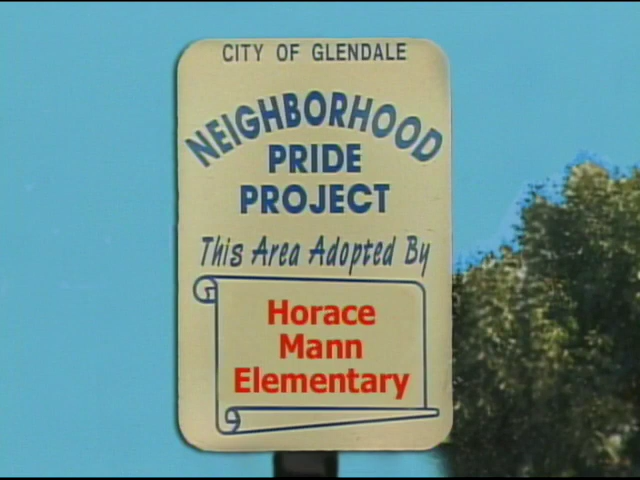 CITY OF GLENDALE
NEIGHBORHOOD
PRIDE
PROJECT
This Area Adopted By
Horace
Mann
Elementary